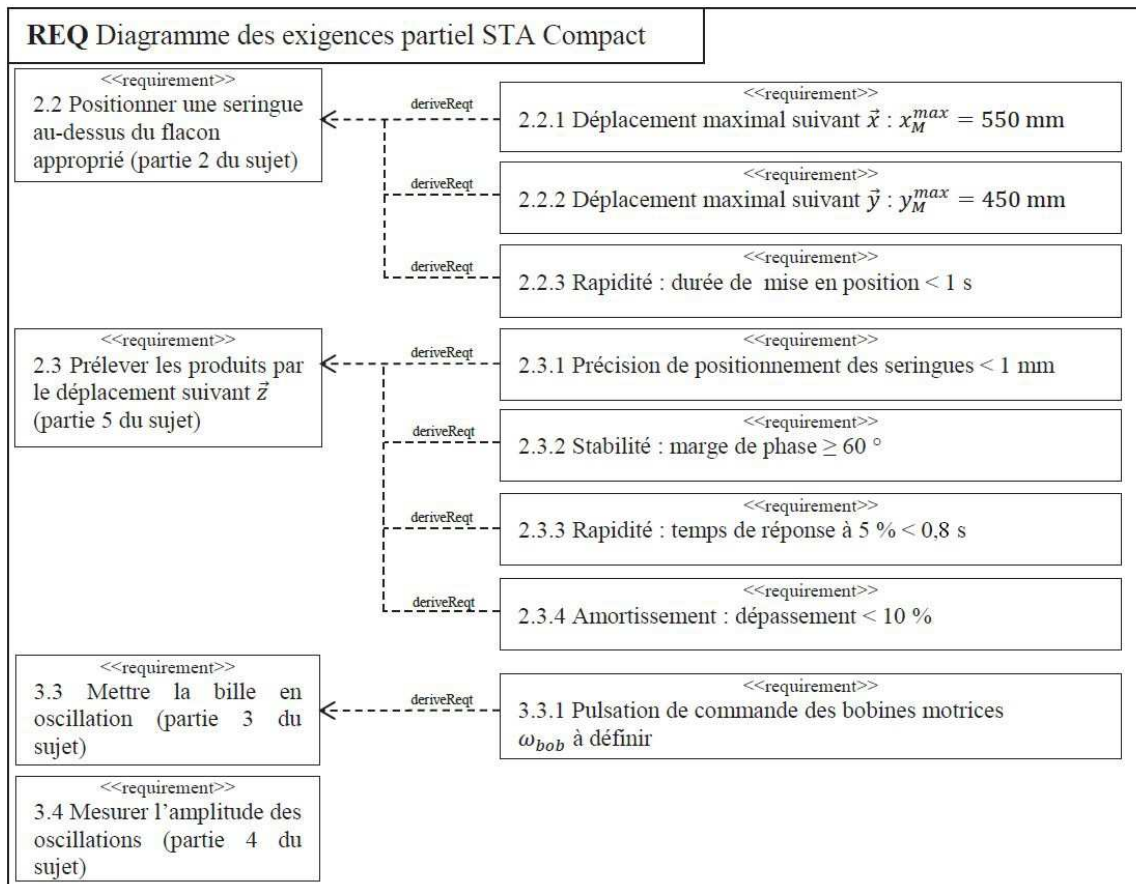 REQ Diagramme des exigences partiel STA Compact
<<requirement>>
2.2 Positionner une seringue
au-dessus du flacon
approprié (partie 2 du sujet)
deriveReqt
<<requirement>>
2.2.1 Déplacement maximal suivant x⃗ : x_M^max = 550 mm
deriveReqt
<<requirement>>
2.2.2 Déplacement maximal suivant y⃗ : y_M^max = 450 mm
deriveReqt
<<requirement>>
2.2.3 Rapidité : durée de mise en position < 1 s
<<requirement>>
2.3 Prélever les produits par
le déplacement suivant z⃗
(partie 5 du sujet)
deriveReqt
<<requirement>>
2.3.1 Précision de positionnement des seringues < 1 mm
deriveReqt
<<requirement>>
2.3.2 Stabilité : marge de phase ≥ 60 °
deriveReqt
<<requirement>>
2.3.3 Rapidité : temps de réponse à 5 % < 0,8 s
deriveReqt
<<requirement>>
2.3.4 Amortissement : dépassement < 10 %
<<requirement>>
3.3 Mettre la bille en
oscillation (partie 3 du
sujet)
deriveReqt
<<requirement>>
3.3.1 Pulsation de commande des bobines motrices
ω_bob à définir
<<requirement>>
3.4 Mesurer l'amplitude des
oscillations (partie 4 du
sujet)